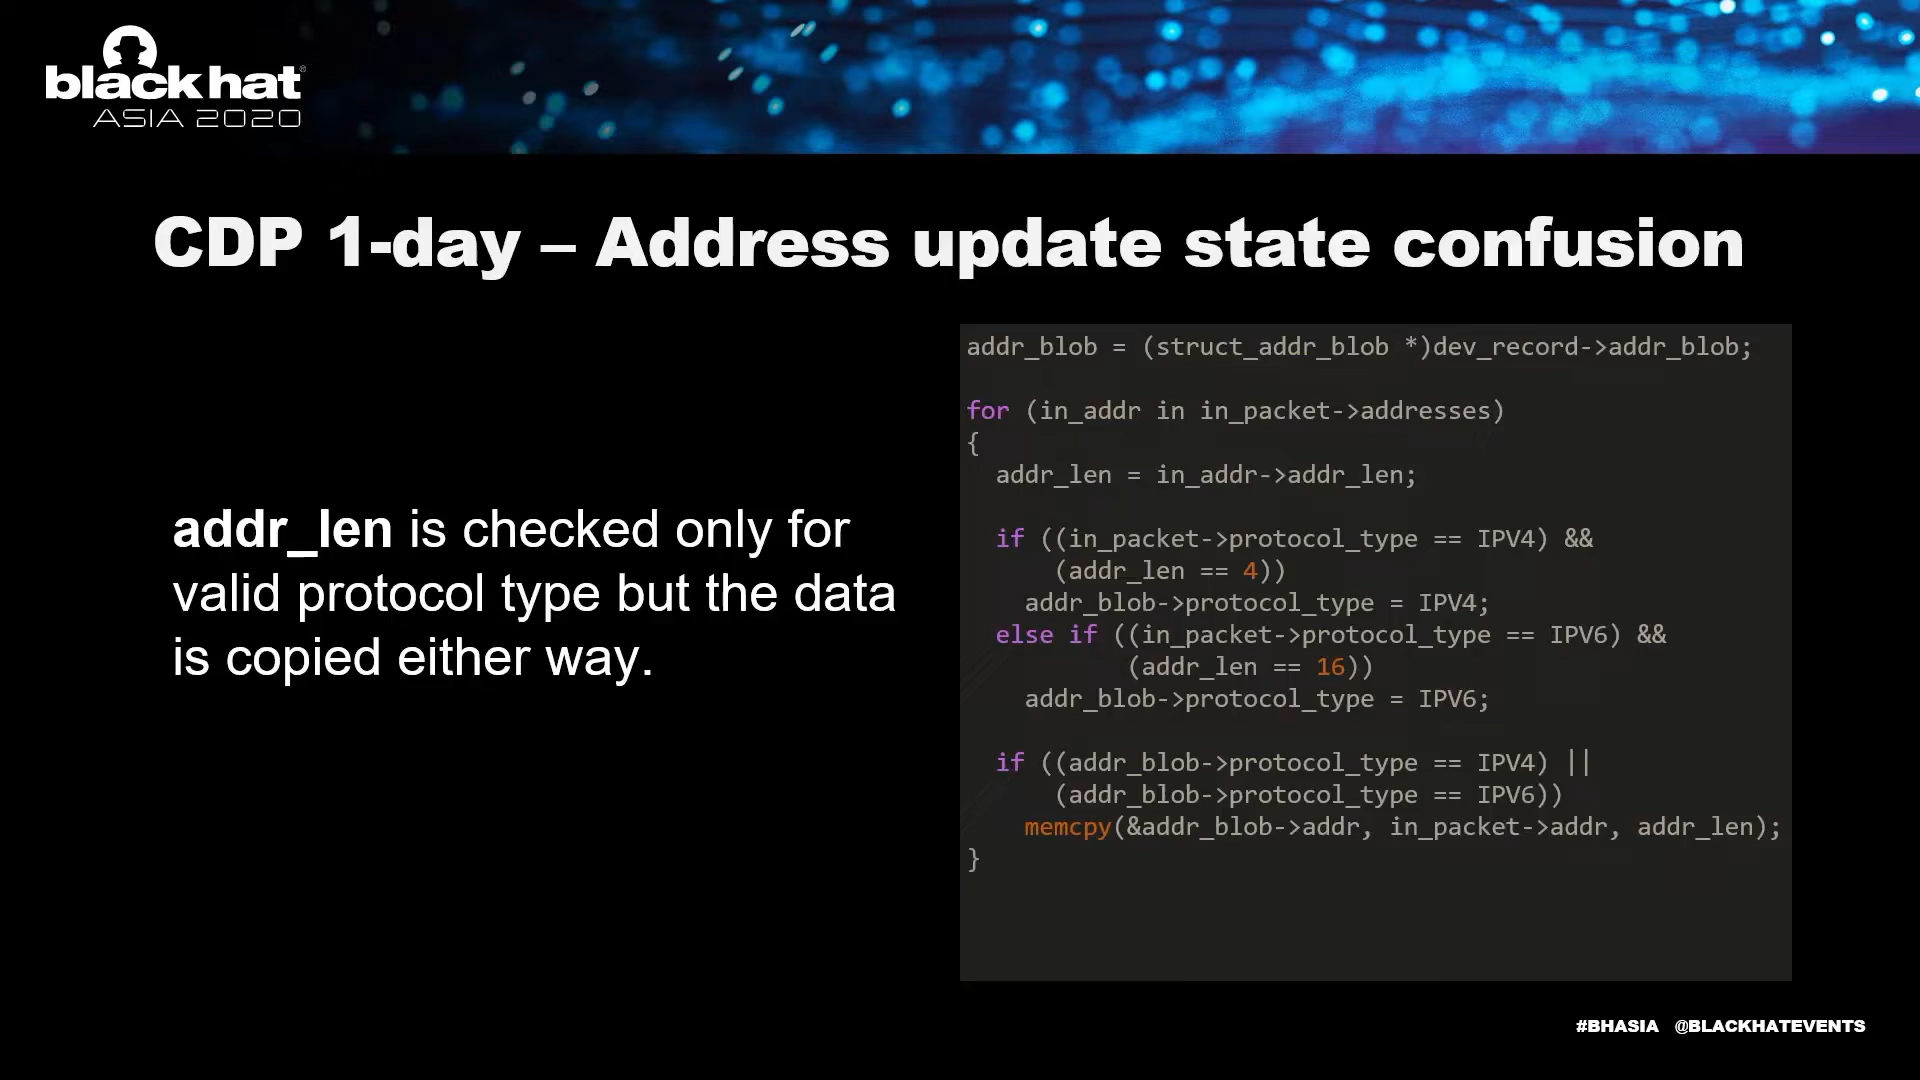 black hat®
ASIA 2020
CDP 1-day – Address update state confusion
addr_len is checked only for
valid protocol type but the data
is copied either way.
addr_blob = (struct_addr_blob *)dev_record->addr_blob;
for (in_addr in in_packet->addresses)
{
addr_len = in_addr->addr_len;
if ((in_packet->protocol_type == IPV4) &&
(addr_len == 4))
addr_blob->protocol_type = IPV4;
else if ((in_packet->protocol_type == IPV6) &&
(addr_len == 16))
addr_blob->protocol_type = IPV6;
if ((addr_blob->protocol_type == IPV4) ||
(addr_blob->protocol_type == IPV6))
memcpy(&addr_blob->addr, in_packet->addr, addr_len);
}
#BHASIA @BLACKHATEVENTS